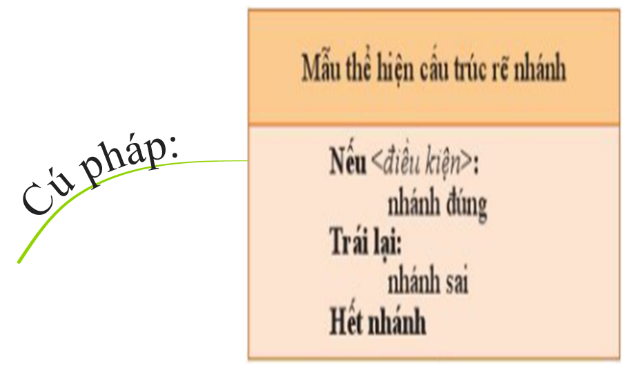 Cú pháp:
Mẫu thể hiện cấu trúc rẽ nhánh
Nếu <điều kiện>:
nhánh đúng
Trái lại:
nhánh sai
Hết nhánh